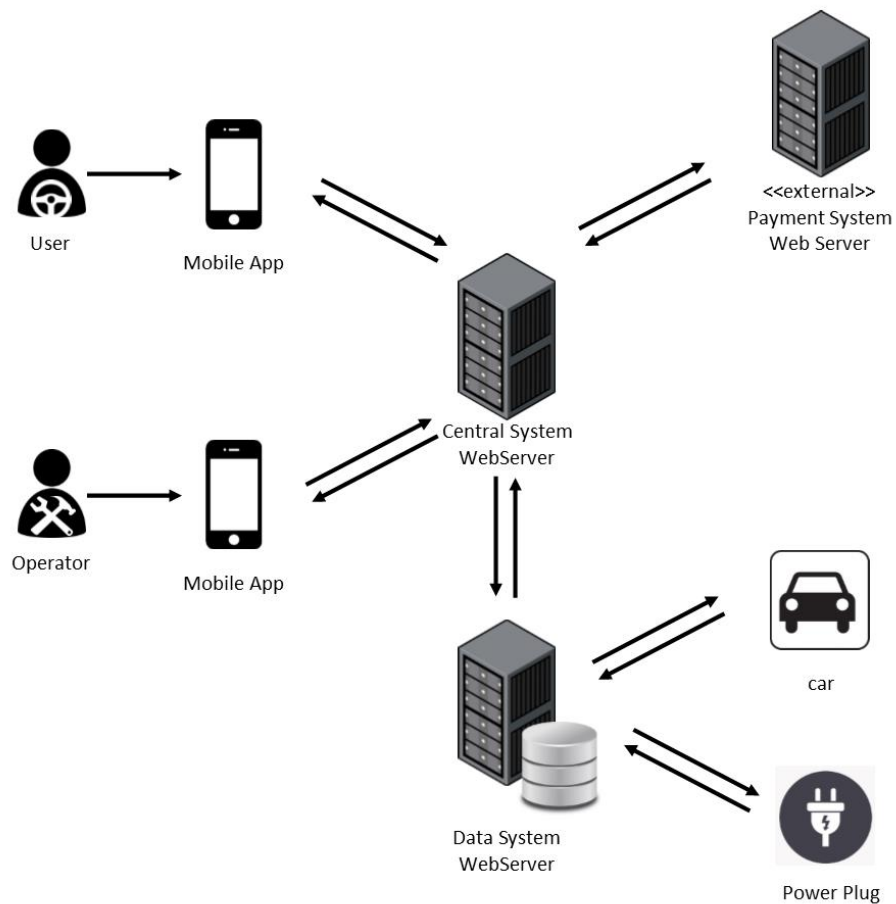 <<external>>
Payment System
Web Server
User
Mobile App
Central System
WebServer
Operator
Mobile App
car
Data System
WebServer
Power Plug